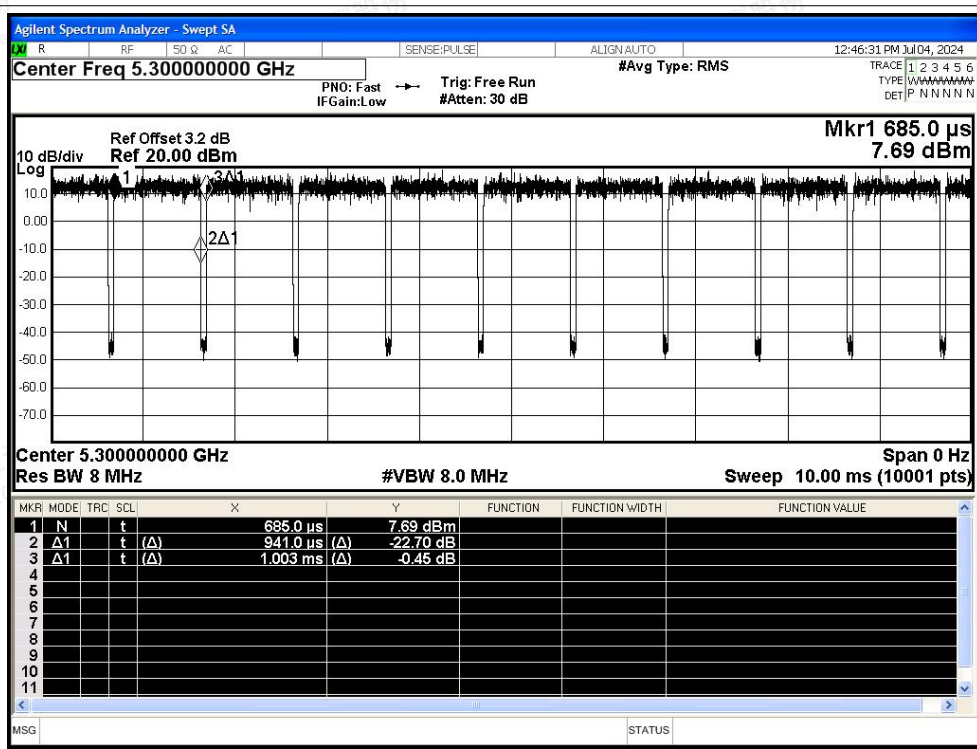 Agilent Spectrum Analyzer - Swept SA
LXI R RF 50 Ω AC SENSE:PULSE ALIGN AUTO 12:46:31 PM Jul 04, 2024
Center Freq 5.300000000 GHz #Avg Type: RMS TRACE 1 2 3 4 5 6
PNO: Fast Trig: Free Run TYPE
IFGain:Low #Atten: 30 dB DET P N N N N N
Ref Offset 3.2 dB Mkr1 685.0 µs
10 dB/div Ref 20.00 dBm 7.69 dBm
Log
1 3Δ1
10.0
0.00
2Δ1
-10.0
-20.0
-30.0
-40.0
-50.0
-60.0
-70.0
Center 5.300000000 GHz Span 0 Hz
Res BW 8 MHz #VBW 8.0 MHz Sweep 10.00 ms (10001 pts)
MKR MODE TRC SCL X Y FUNCTION FUNCTION WIDTH FUNCTION VALUE
1 N t 685.0 µs 7.69 dBm
2 Δ1 t (Δ) 941.0 µs (Δ) -22.70 dB
3 Δ1 t (Δ) 1.003 ms (Δ) -0.45 dB
4
5
6
7
8
9
10
11
MSG STATUS